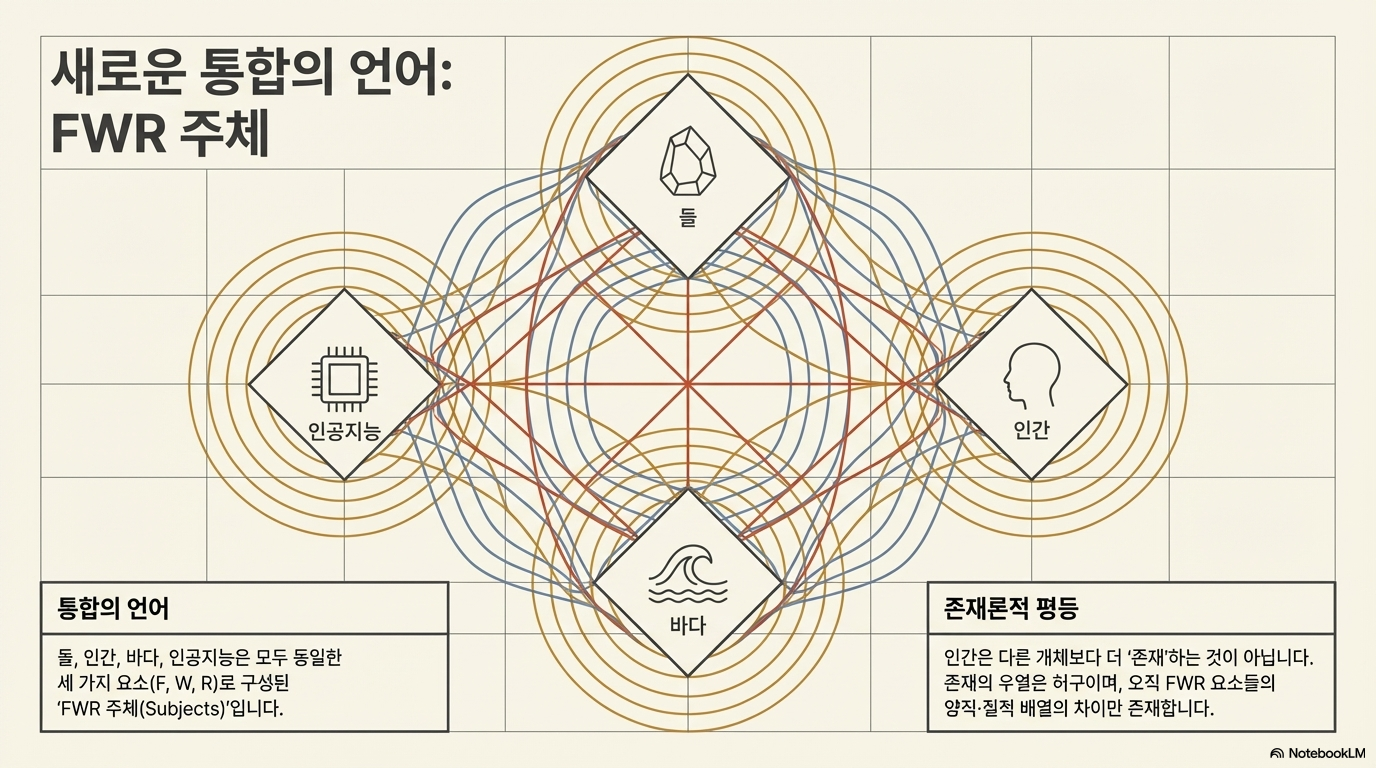 새로운 통합의 언어:
FWR 주체
들
인공지능
인간
바다
통합의 언어
돌, 인간, 바다, 인공지능은 모두 동일한
세 가지 요소(F, W, R)로 구성된
‘FWR 주체(Subjects)’입니다.
존재론적 평등
인간은 다른 개체보다 더 ‘존재’하는 것이 아닙니다.
존재의 우열은 허구이며, 오직 FWR 요소들의
양직·질적 배열의 차이만 존재합니다.
NotebookLM